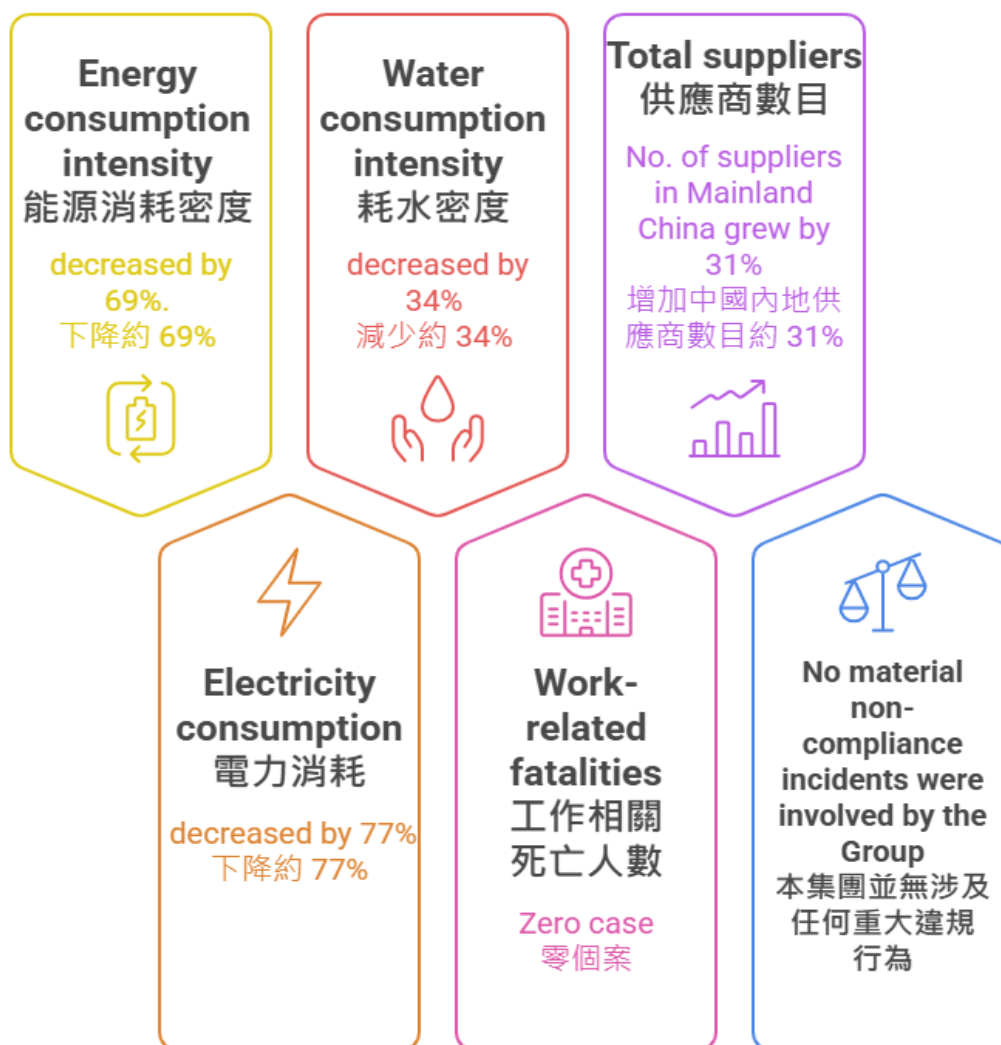 Energy
consumption
intensity
能源消耗密度
decreased by
69%.
下降約 69%
Water
consumption
intensity
耗水密度
decreased by
34%
減少約 34%
Total suppliers
供應商數目
No. of suppliers
in Mainland
China grew by
31%
增加中國內地供
應商數目約 31%
Electricity
consumption
電力消耗
decreased by 77%
下降約 77%
Work-
related
fatalities
工作相關
死亡人數
Zero case
零個案
No material
non-
compliance
incidents were
involved by the
Group
本集團並無涉及
任何重大違規
行為